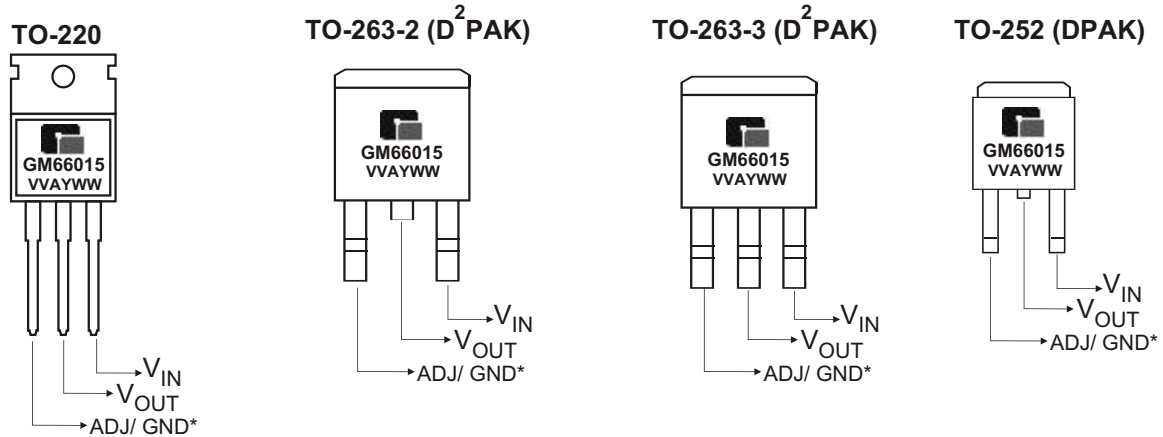 TO-220
GM66015
VVAYWW
VIN
VOUT
ADJ/ GND*
TO-263-2 (D2PAK)
GM66015
VVAYWW
VIN
VOUT
ADJ/ GND*
TO-263-3 (D2PAK)
GM66015
VVAYWW
VIN
VOUT
ADJ/ GND*
TO-252 (DPAK)
GM66015
VVAYWW
VIN
VOUT
ADJ/ GND*